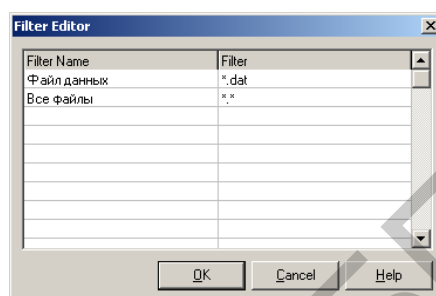 Filter Editor
Filter Name Filter
Файл данных *.dat
Все файлы *.*
OK Cancel Help